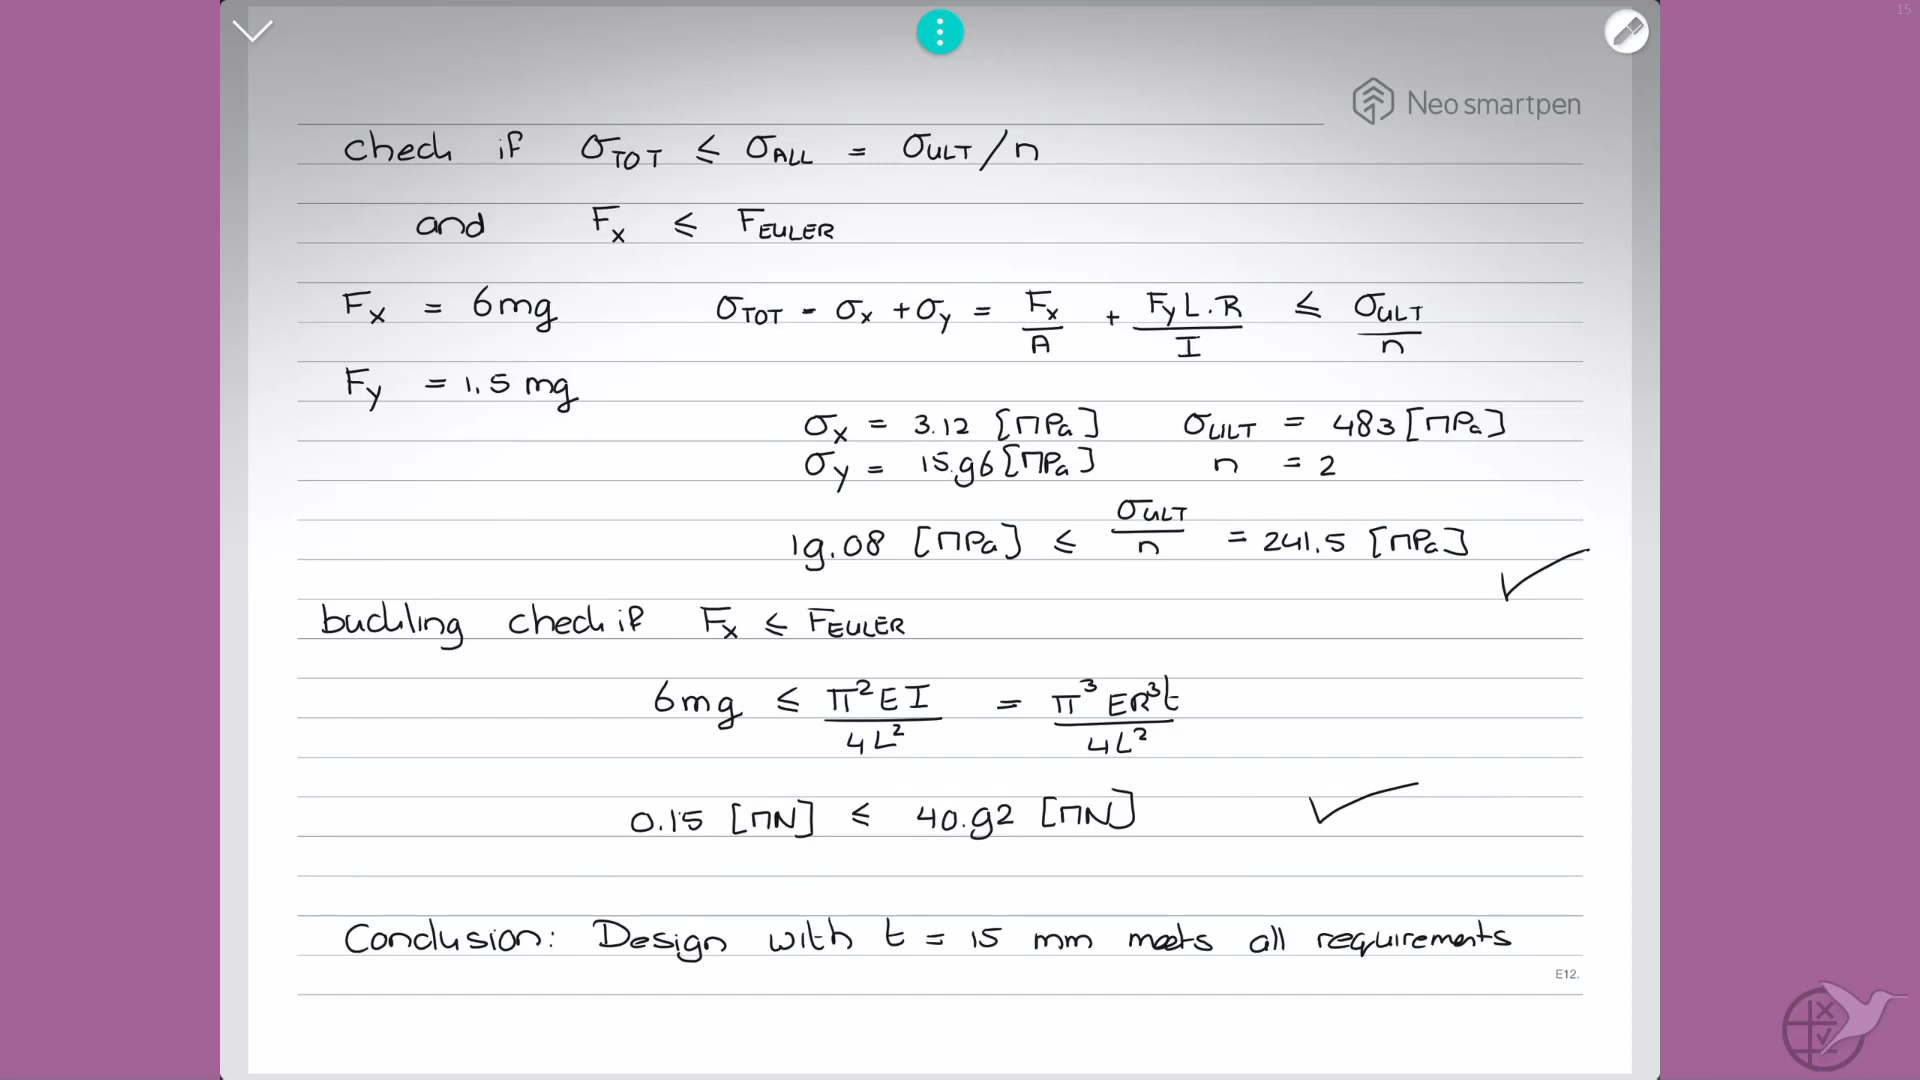 15
Neo smartpen
Check if σTOT ≤ σALL = σULT/n
and Fx ≤ FEULER
Fx = 6mg σTOT = σx + σy = Fx/A + FyL.R/I ≤ σULT/n
Fy = 1.5 mg
σx = 3.12 [MPa] σULT = 483 [MPa]
σy = 15.96 [MPa] n = 2
19.08 [MPa] ≤ σULT/n = 241.5 [MPa]
buckling check if Fx ≤ FEULER
6mg ≤ π²EI/4L² = π³ER³t/4L²
0.15 [MN] ≤ 40.92 [MN]
Conclusion: Design with t = 15 mm meets all requirements
E12.